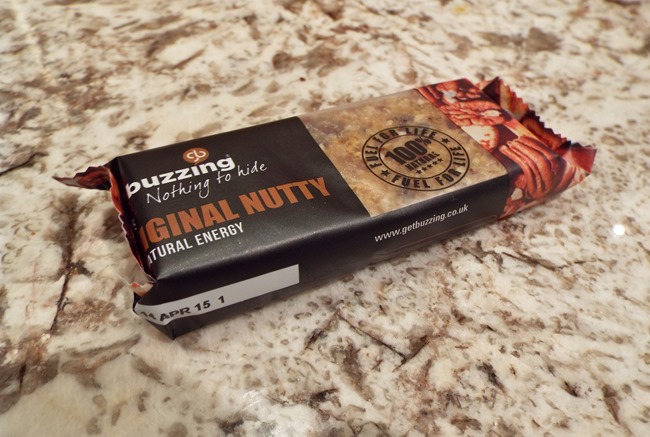 buzzing
Nothing to hide
IGINAL NUTTY
ATURAL ENERGY
FUEL FOR LIFE
100%
NATURAL
FUEL FOR LIFE
www.getbuzzing.co.uk
APR 15 1